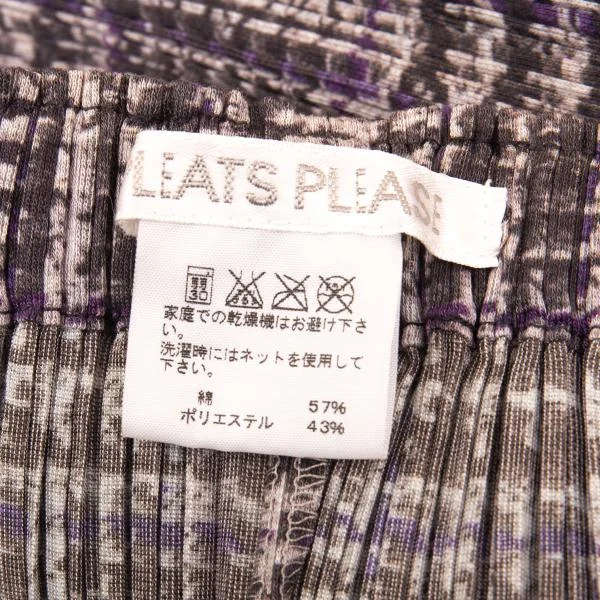 LEATS PLEASE
弱 30
家庭での乾燥機はお避け下さ
い。
洗濯時にはネットを使用して
下さい。
綿 57%
ポリエステル 43%